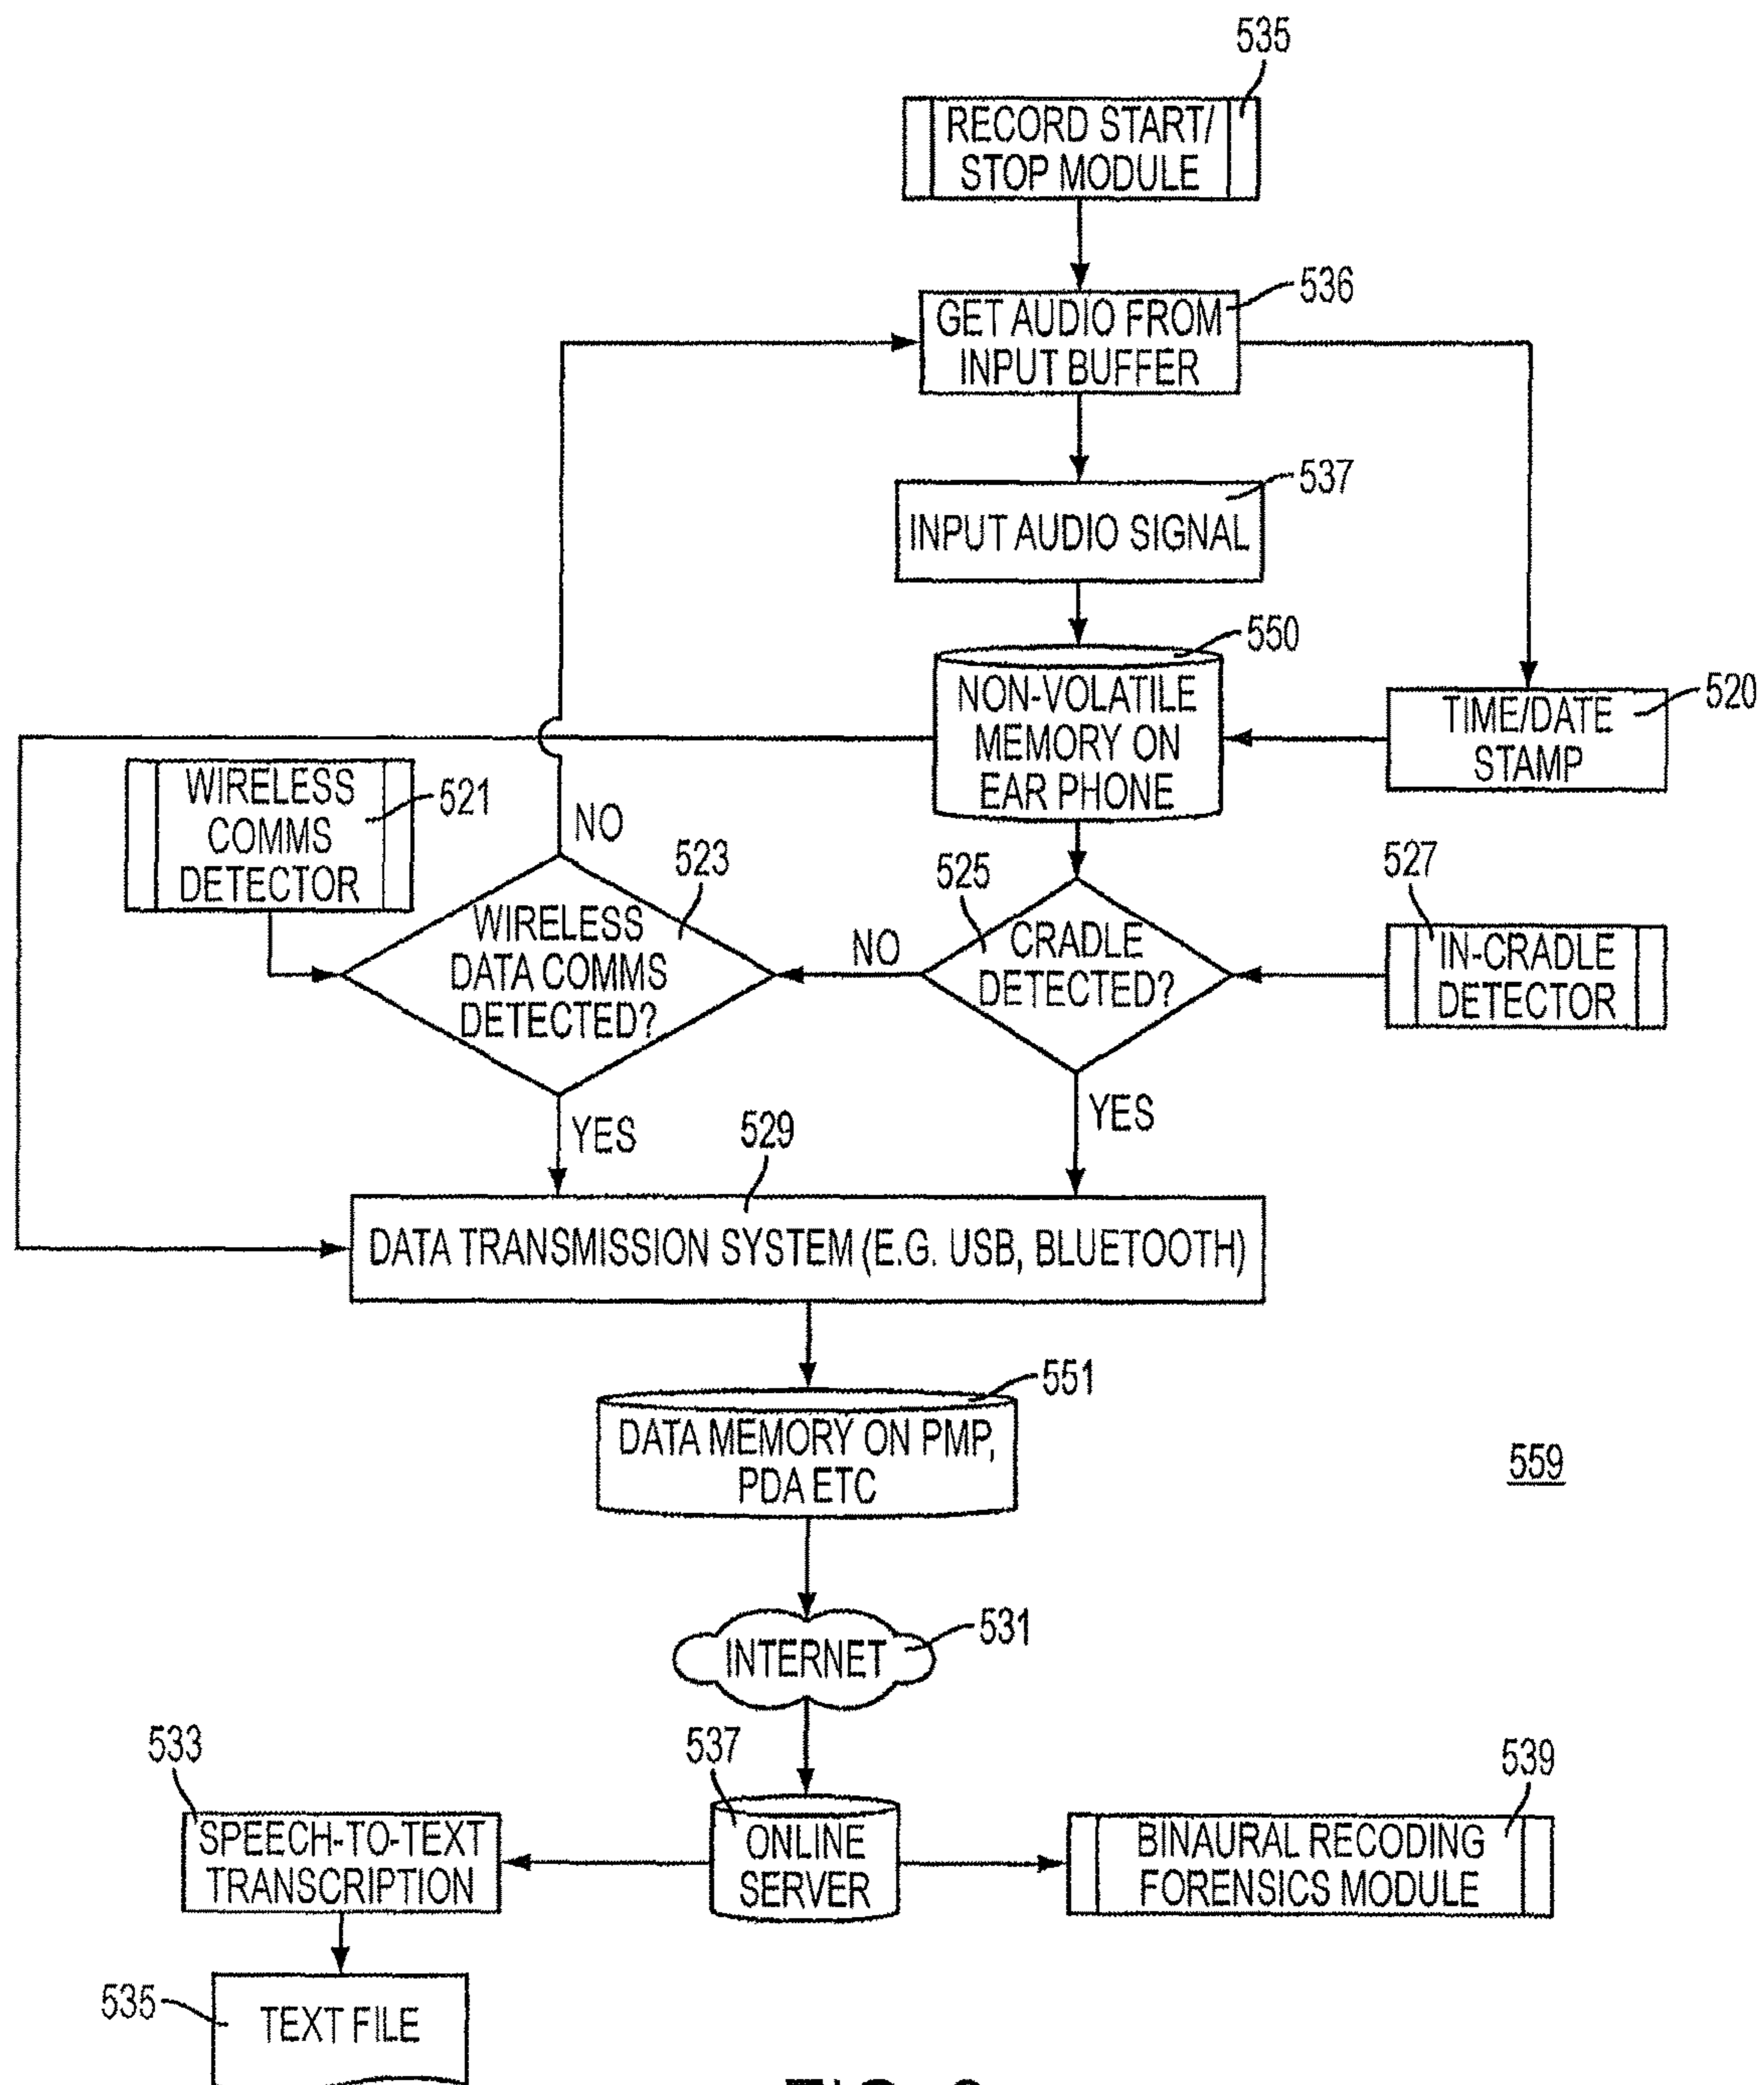 535
RECORD START/
STOP MODULE
536
GET AUDIO FROM
INPUT BUFFER
537
INPUT AUDIO SIGNAL
550
NON-VOLATILE
MEMORY ON
EAR PHONE
520
TIME/DATE
STAMP
WIRELESS
COMMS
DETECTOR
521
NO
523
WIRELESS
DATA COMMS
DETECTED?
NO
525
CRADLE
DETECTED?
527
IN-CRADLE
DETECTOR
YES
YES
529
DATA TRANSMISSION SYSTEM (E.G. USB, BLUETOOTH)
551
DATA MEMORY ON PMP,
PDA ETC
559
INTERNET
531
533
SPEECH-TO-TEXT
TRANSCRIPTION
537
ONLINE
SERVER
539
BINAURAL RECODING
FORENSICS MODULE
535
TEXT FILE